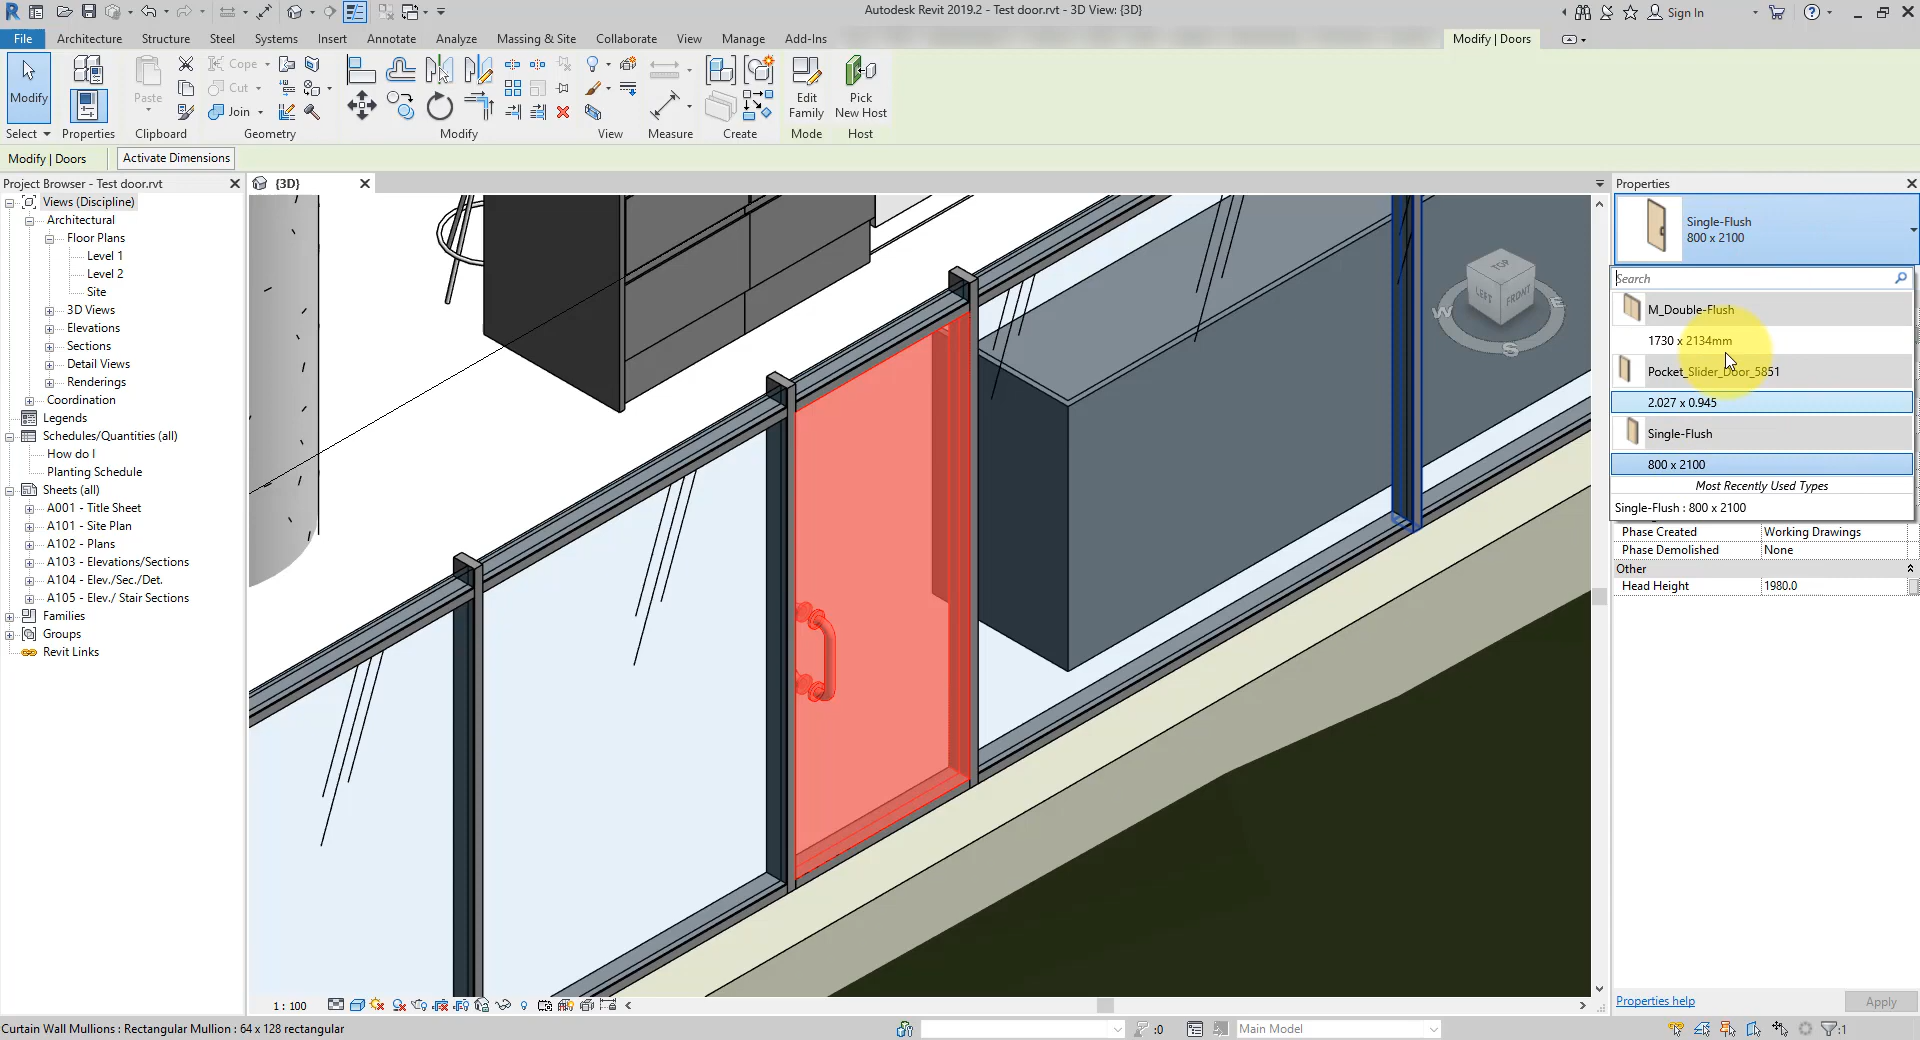 Autodesk Revit 2019.2 - Test door.rvt - 3D View: {3D}
Sign In
File
Architecture
Structure
Steel
Systems
Insert
Annotate
Analyze
Massing & Site
Collaborate
View
Manage
Add-Ins
Modify | Doors
Modify
Paste
Cope
Cut
Join
Edit
Family
Pick
New Host
Select
Properties
Clipboard
Geometry
Modify
View
Measure
Create
Mode
Host
Modify | Doors
Activate Dimensions
Project Browser - Test door.rvt
Views (Discipline)
Architectural
Floor Plans
Level 1
Level 2
Site
3D Views
Elevations
Sections
Detail Views
Renderings
Coordination
Legends
Schedules/Quantities (all)
How do I
Planting Schedule
Sheets (all)
A001 - Title Sheet
A101 - Site Plan
A102 - Plans
A103 - Elevations/Sections
A104 - Elev./Sec./Det.
A105 - Elev./ Stair Sections
Families
Groups
Revit Links
{3D}
TOP
LEFT
FRONT
W
S
E
Properties
Single-Flush
800 x 2100
Search
M_Double-Flush
1730 x 2134mm
Pocket_Slider_Door_5851
2.027 x 0.945
Single-Flush
800 x 2100
Most Recently Used Types
Single-Flush : 800 x 2100
Phase Created
Working Drawings
Phase Demolished
None
Other
Head Height
1980.0
Properties help
Apply
1 : 100
Curtain Wall Mullions : Rectangular Mullion : 64 x 128 rectangular
:0
Main Model
:1